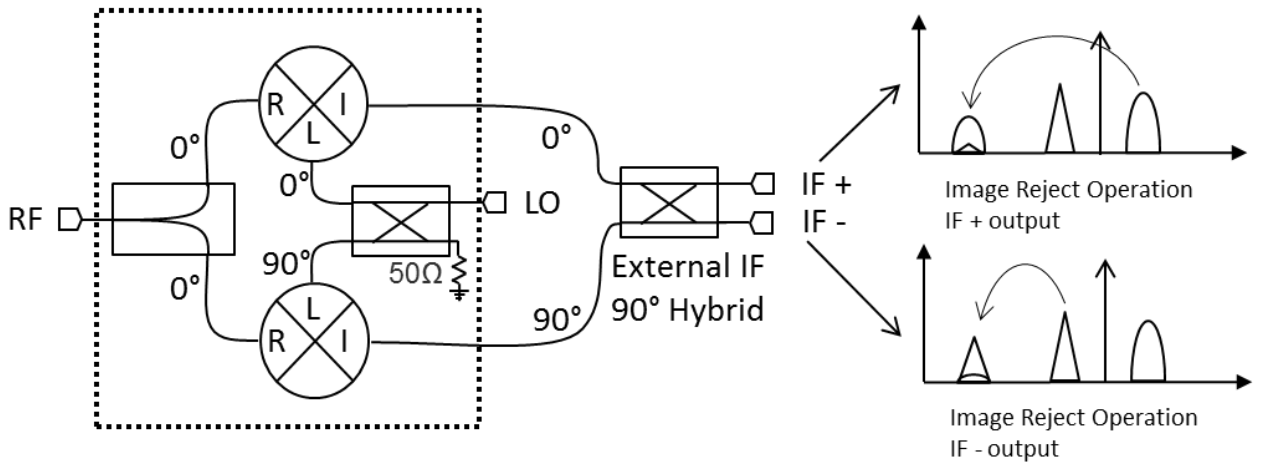 0°
R
I
L
0°
0°
RF
LO
90°
50Ω
0°
L
R
I
0°
90°
IF +
IF -
External IF
90° Hybrid
Image Reject Operation
IF + output
Image Reject Operation
IF - output